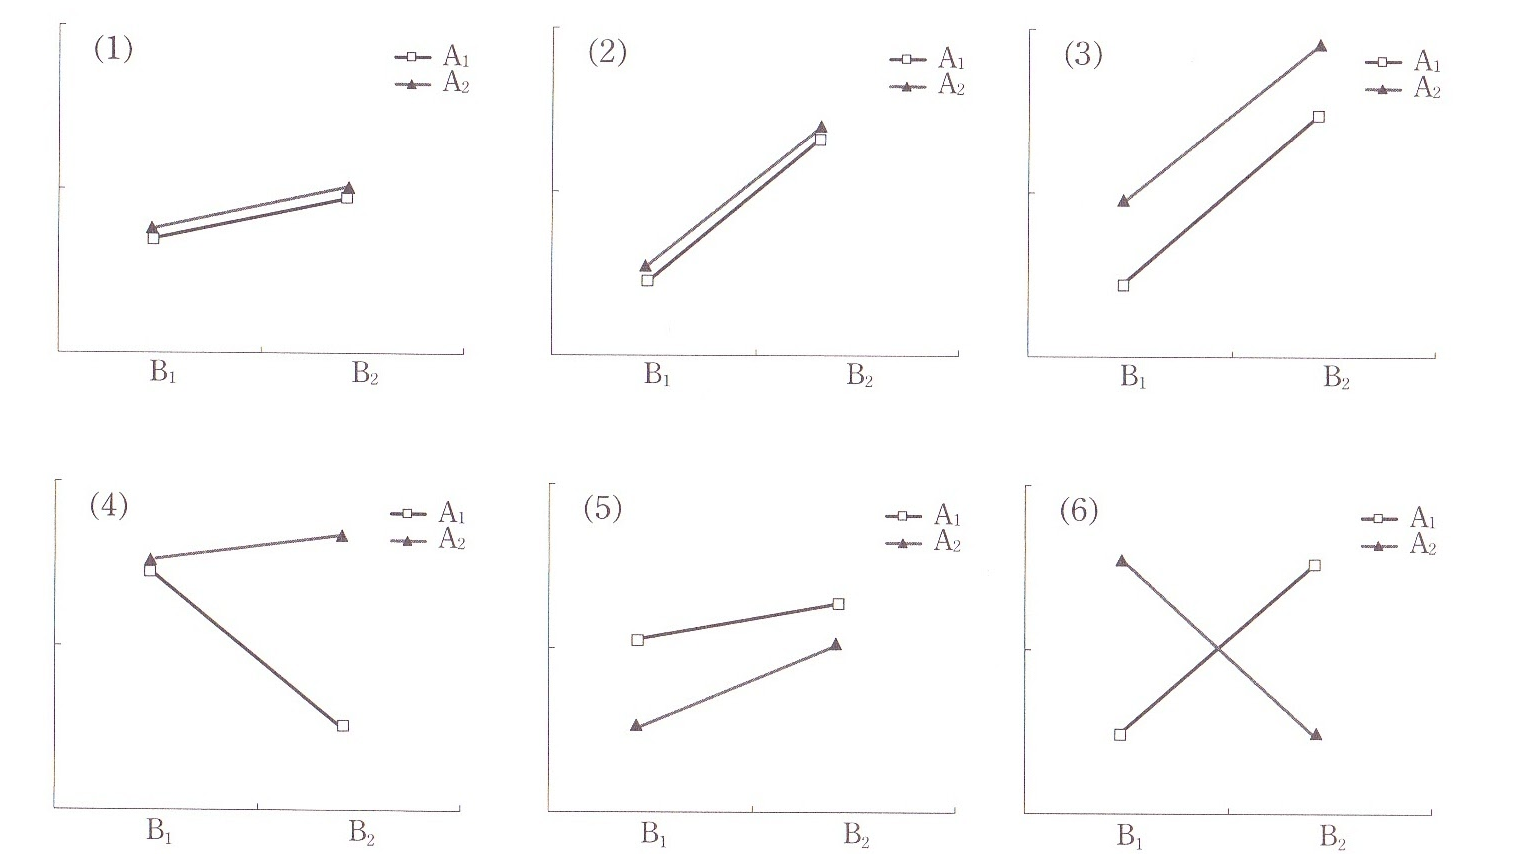 (1)
A₁
A₂
B₁ B₂
(2)
A₁
A₂
B₁ B₂
(3)
A₁
A₂
B₁ B₂
(4)
A₁
A₂
B₁ B₂
(5)
A₁
A₂
B₁ B₂
(6)
A₁
A₂
B₁ B₂